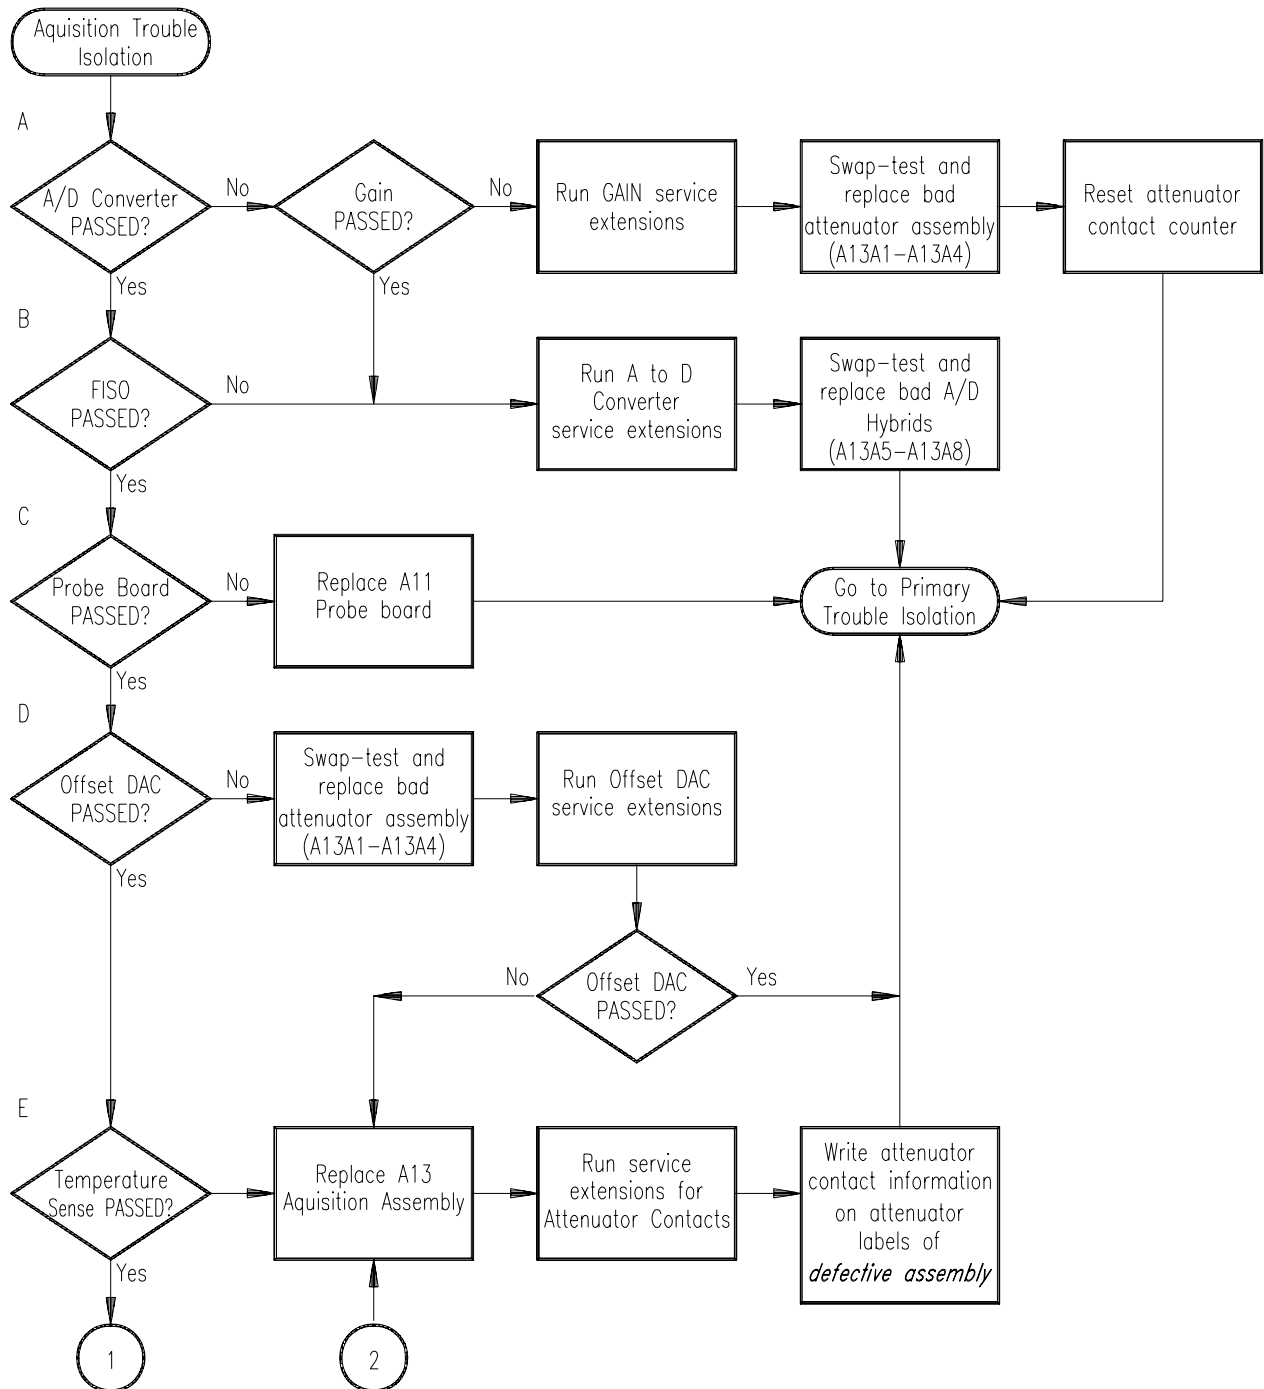 Aquisition Trouble
Isolation
A
A/D Converter
PASSED?
No
Gain
PASSED?
No
Run GAIN service
extensions
Swap-test and
replace bad
attenuator assembly
(A13A1-A13A4)
Reset attenuator
contact counter
Yes
Yes
B
FISO
PASSED?
No
Run A to D
Converter
service extensions
Swap-test and
replace bad A/D
Hybrids
(A13A5-A13A8)
Yes
C
Probe Board
PASSED?
No
Replace A11
Probe board
Go to Primary
Trouble Isolation
Yes
D
Offset DAC
PASSED?
No
Swap-test and
replace bad
attenuator assembly
(A13A1-A13A4)
Run Offset DAC
service extensions
Yes
No
Offset DAC
PASSED?
Yes
E
Temperature
Sense PASSED?
Replace A13
Aquisition Assembly
Run service
extensions for
Attenuator Contacts
Write attenuator
contact information
on attenuator
labels of
defective assembly
Yes
1
2